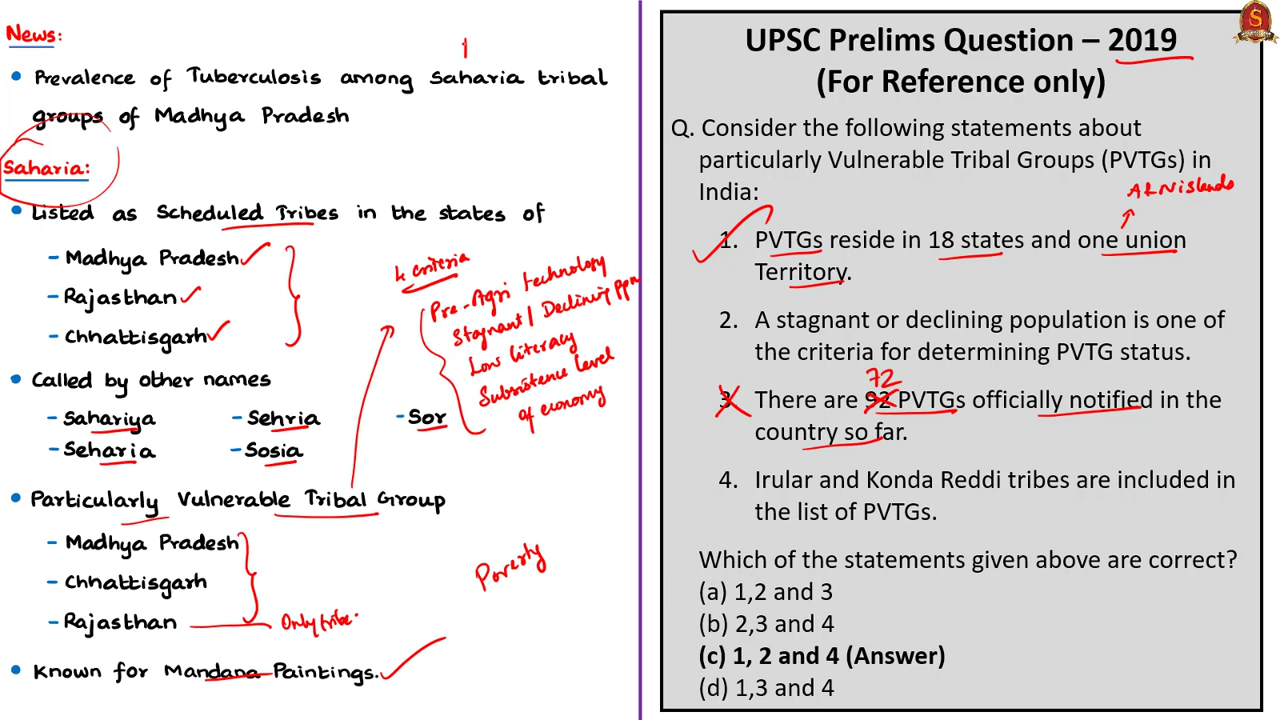 News:
• Prevalence of Tuberculosis among Saharia tribal
groups of Madhya Pradesh
Saharia:
• Listed as Scheduled Tribes in the states of
– Madhya Pradesh
– Rajasthan
– Chhattisgarh
4 criteria
Pre-Agri technology
Stagnant / Declining ppn
Low literacy
Subsistence level
of economy
• Called by other names
– Sahariya – Sehria – Sor
– Seharia – Sosia
• Particularly Vulnerable Tribal Group
– Madhya Pradesh
– Chhattisgarh
– Rajasthan Only tribe.
Poverty
• Known for Mandana Paintings.
S
UPSC Prelims Question – 2019
(For Reference only)
Q. Consider the following statements about
particularly Vulnerable Tribal Groups (PVTGs) in
India:
A & N islands
1. PVTGs reside in 18 states and one union
Territory.
2. A stagnant or declining population is one of
the criteria for determining PVTG status.
72
3. There are 92 PVTGs officially notified in the
country so far.
4. Irular and Konda Reddi tribes are included in
the list of PVTGs.
Which of the statements given above are correct?
(a) 1,2 and 3
(b) 2,3 and 4
(c) 1, 2 and 4 (Answer)
(d) 1,3 and 4